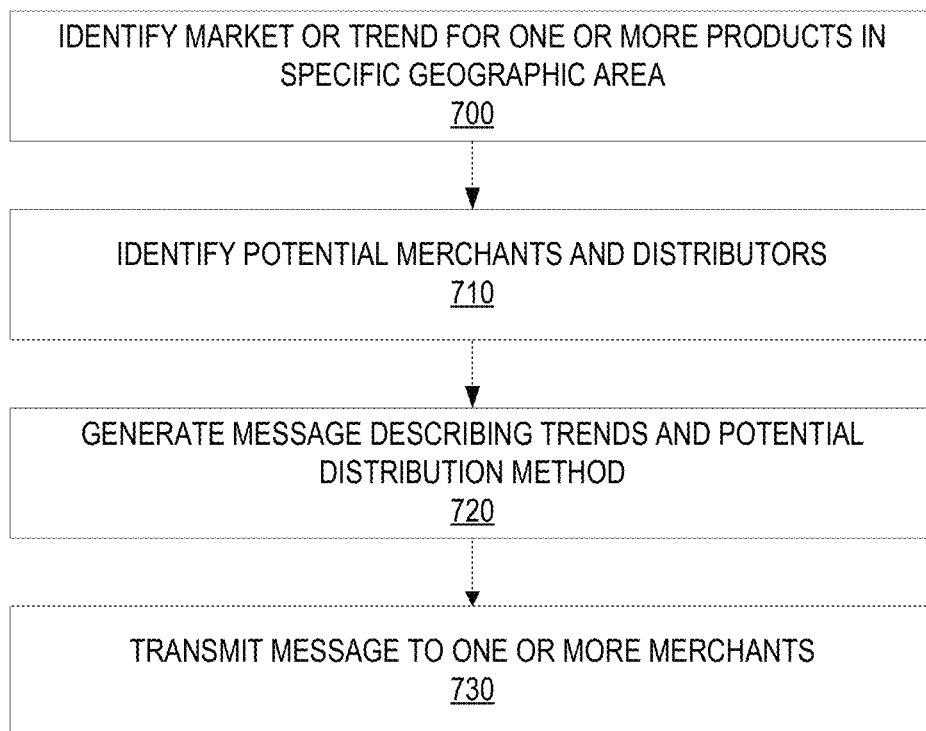 IDENTIFY MARKET OR TREND FOR ONE OR MORE PRODUCTS IN
SPECIFIC GEOGRAPHIC AREA
700
IDENTIFY POTENTIAL MERCHANTS AND DISTRIBUTORS
710
GENERATE MESSAGE DESCRIBING TRENDS AND POTENTIAL
DISTRIBUTION METHOD
720
TRANSMIT MESSAGE TO ONE OR MORE MERCHANTS
730